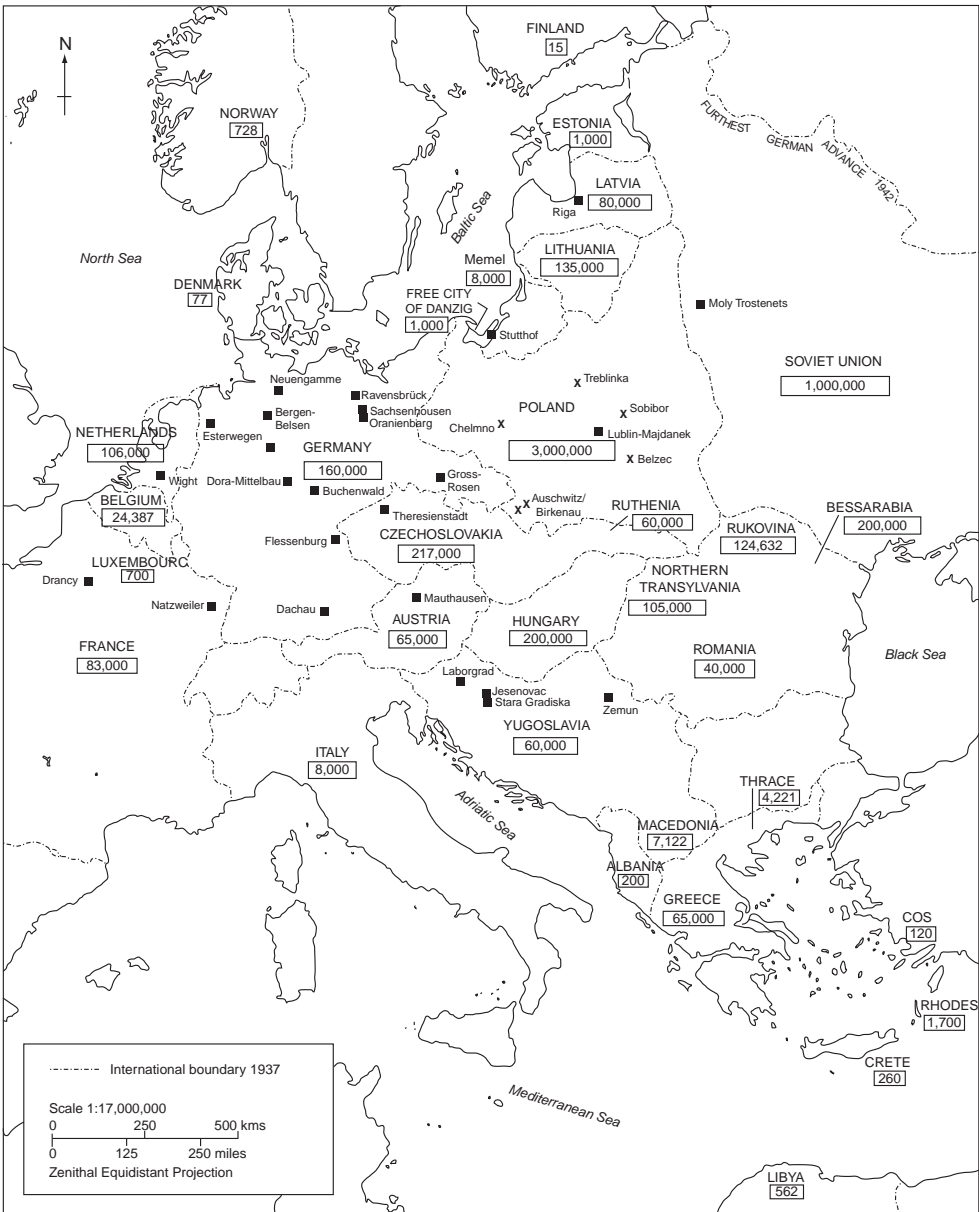 N
FINLAND
15
NORWAY
728
ESTONIA
1,000
FURTHEST GERMAN ADVANCE 1942
LATVIA
80,000
Riga
Baltic Sea
North Sea
LITHUANIA
135,000
Memel
8,000
DENMARK
77
FREE CITY
OF DANZIG
1,000
Stutthof
Moly Trostenets
SOVIET UNION
1,000,000
Neuengamme
Ravensbrück
Sachsenhousen
Oranienbarg
Bergen-
Belsen
Esterwegen
Treblinka
POLAND
3,000,000
Sobibor
Chelmno
Lublin-Majdanek
Belzec
NETHERLANDS
106,000
GERMANY
160,000
Wight
Dora-Mittelbau
Buchenwald
Gross-
Rosen
BELGIUM
24,387
Theresienstadt
Auschwitz/
Birkenau
RUTHENIA
60,000
BESSARABIA
200,000
RUKOVINA
124,632
Flessenburg
CZECHOSLOVAKIA
217,000
LUXEMBOURG
700
Drancy
Natzweiler
Dachau
Mauthausen
AUSTRIA
65,000
HUNGARY
200,000
NORTHERN
TRANSYLVANIA
105,000
FRANCE
83,000
ROMANIA
40,000
Black Sea
Laborgrad
Jesenovac
Stara Gradiska
Zemun
YUGOSLAVIA
60,000
ITALY
8,000
Adriatic Sea
THRACE
4,221
MACEDONIA
7,122
ALBANIA
200
GREECE
65,000
COS
120
RHODES
1,700
CRETE
260
Mediterranean Sea
LIBYA
562
International boundary 1937
Scale 1:17,000,000
0 250 500 kms
0 125 250 miles
Zenithal Equidistant Projection